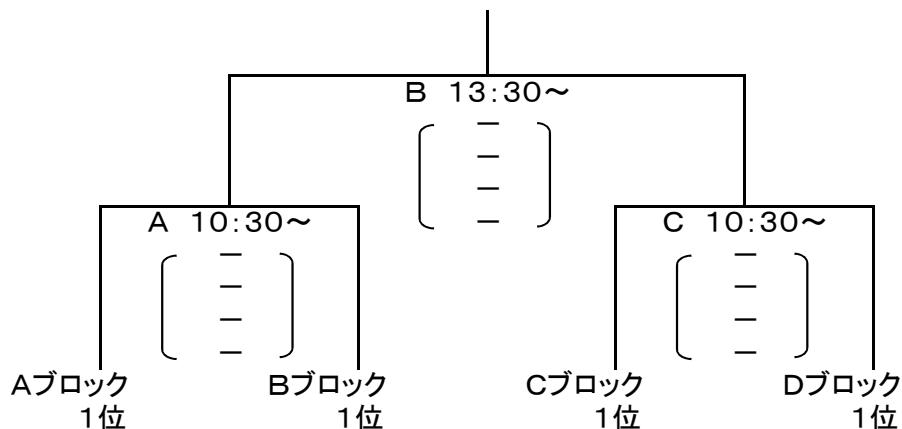 B 13:30～
－
－
－
－
A 10:30～
C 10:30～
－ －
－ －
－ －
－ －
Aブロック Bブロック Cブロック Dブロック
1位 1位 1位 1位